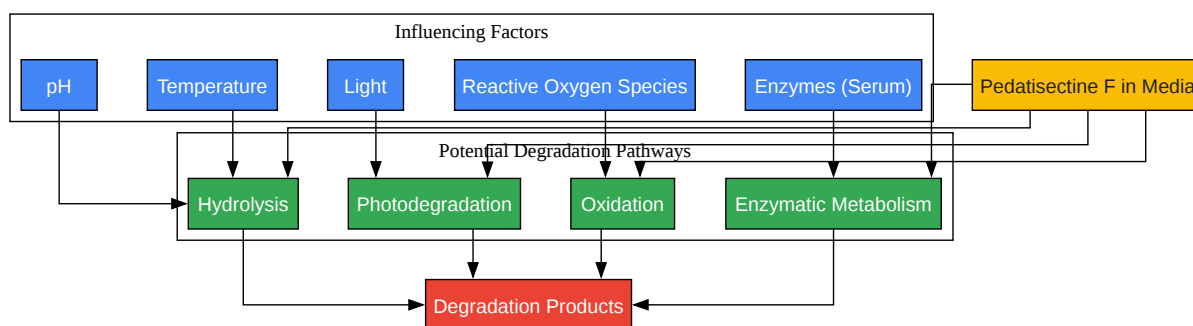 Influencing Factors
pH
Temperature
Light
Reactive Oxygen Species
Enzymes (Serum)
Pedatisectine F in Media
Potential Degradation Pathways
Hydrolysis
Photodegradation
Oxidation
Enzymatic Metabolism
Degradation Products